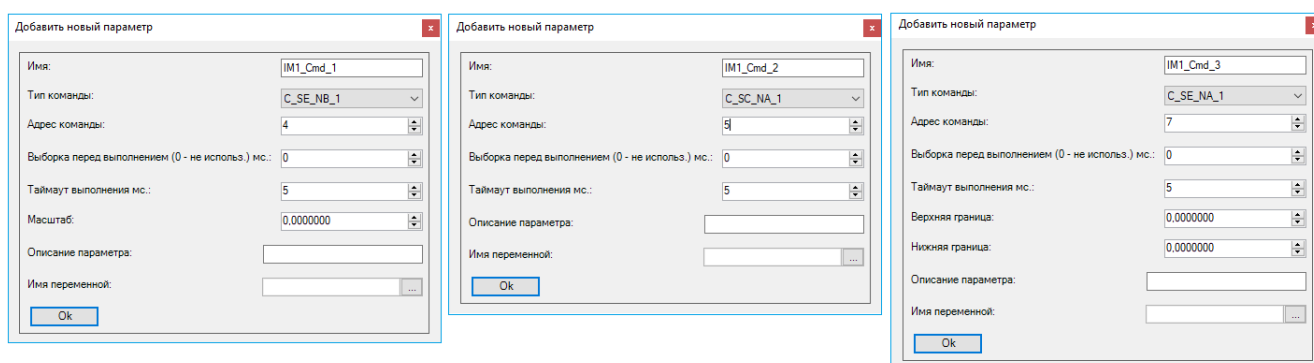 Добавить новый параметр x
Имя: IM1_Cmd_1
Тип команды: C_SE_NB_1
Адрес команды: 4
Выборка перед выполнением (0 - не использ.) мс.: 0
Таймаут выполнения мс.: 5
Масштаб: 0,0000000
Описание параметра:
Имя переменной: ...
Ok
Добавить новый параметр x
Имя: IM1_Cmd_2
Тип команды: C_SC_NA_1
Адрес команды: 5
Выборка перед выполнением (0 - не использ.) мс.: 0
Таймаут выполнения мс.: 5
Описание параметра:
Имя переменной: ...
Ok
Добавить новый параметр x
Имя: IM1_Cmd_3
Тип команды: C_SE_NA_1
Адрес команды: 7
Выборка перед выполнением (0 - не использ.) мс.: 0
Таймаут выполнения мс.: 5
Верхняя граница: 0,0000000
Нижняя граница: 0,0000000
Описание параметра:
Имя переменной: ...
Ok